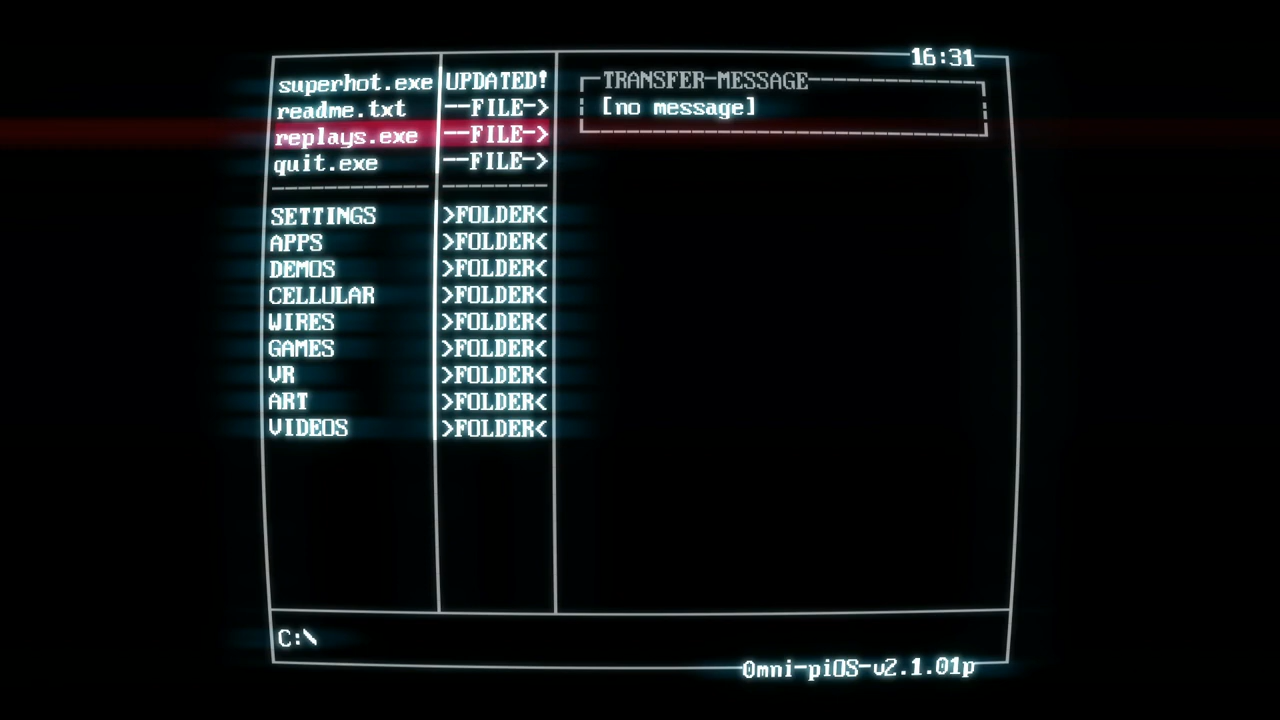 16:31
superhot.exe UPDATED! TRANSFER-MESSAGE
readme.txt --FILE-> [no message]
replays.exe --FILE->
quit.exe --FILE->
SETTINGS >FOLDER<
APPS >FOLDER<
DEMOS >FOLDER<
CELLULAR >FOLDER<
WIRES >FOLDER<
GAMES >FOLDER<
VR >FOLDER<
ART >FOLDER<
VIDEOS >FOLDER<
C:\
Omni-piOS-v2.1.01p